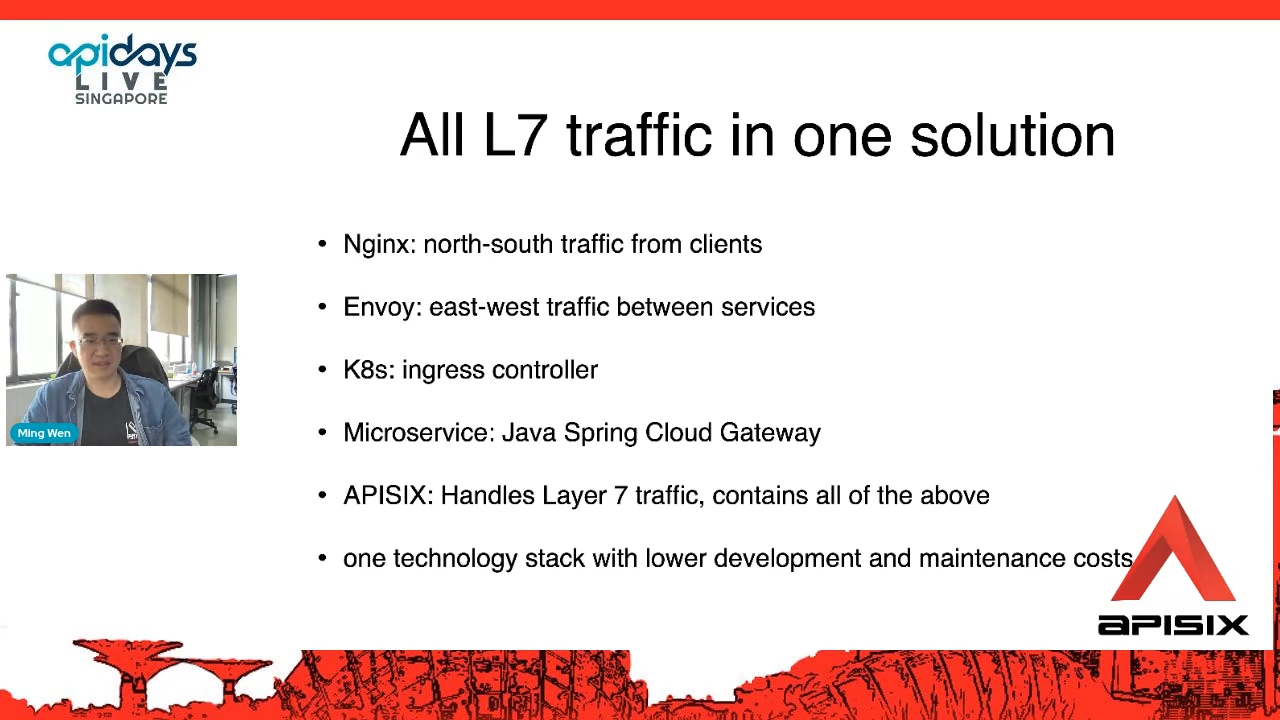 apidays
LIVE
SINGAPORE
All L7 traffic in one solution
• Nginx: north-south traffic from clients
• Envoy: east-west traffic between services
• K8s: ingress controller
• Microservice: Java Spring Cloud Gateway
• APISIX: Handles Layer 7 traffic, contains all of the above
• one technology stack with lower development and maintenance costs
Ming Wen
APISIX